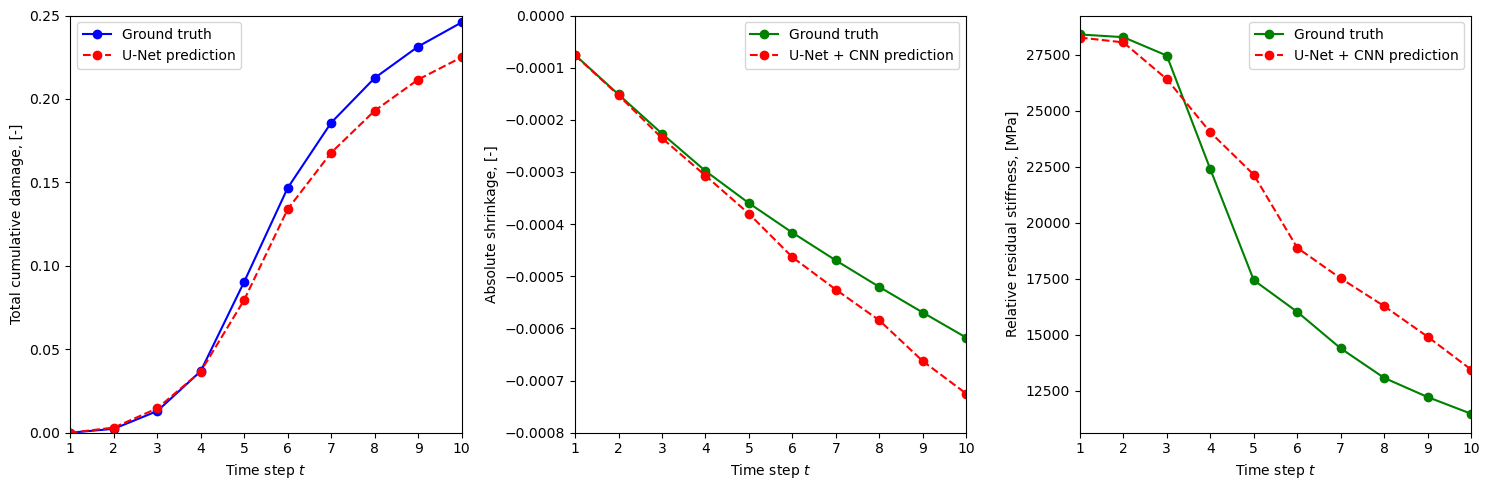 0.25
0.20
0.15
0.10
0.05
0.00
Total cumulative damage, [-]
Ground truth
U-Net prediction
1 2 3 4 5 6 7 8 9 10
Time step t
0.0000
−0.0001
−0.0002
−0.0003
−0.0004
−0.0005
−0.0006
−0.0007
−0.0008
Absolute shrinkage, [-]
Ground truth
U-Net + CNN prediction
1 2 3 4 5 6 7 8 9 10
Time step t
27500
25000
22500
20000
17500
15000
12500
Relative residual stiffness, [MPa]
Ground truth
U-Net + CNN prediction
1 2 3 4 5 6 7 8 9 10
Time step t